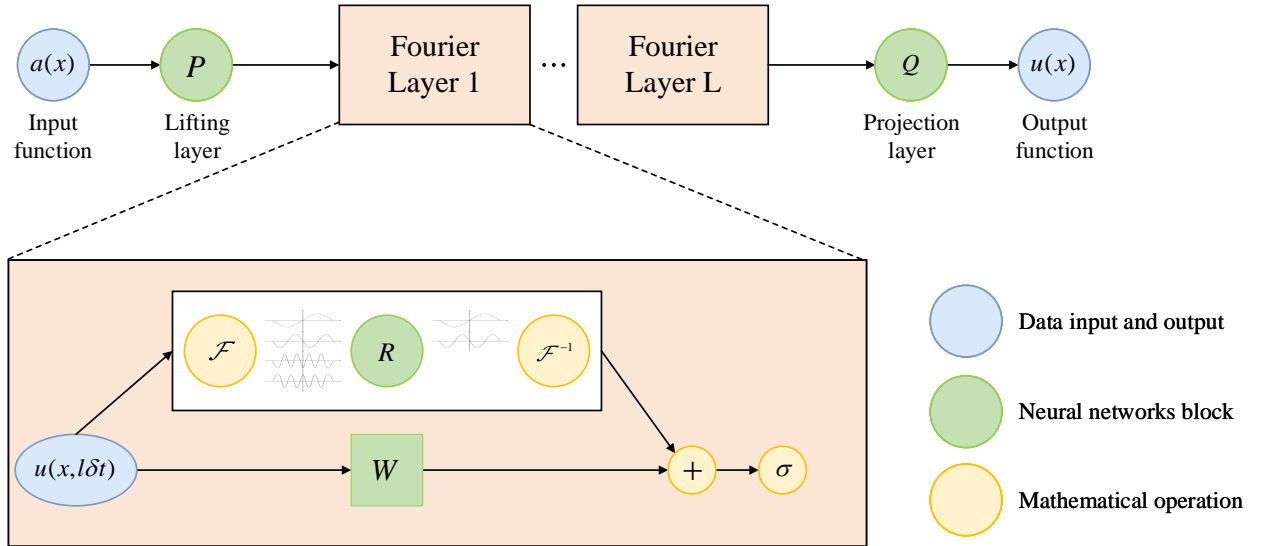 a(x)
P
Fourier
Layer 1
...
Fourier
Layer L
Q
u(x)
Input
function
Lifting
layer
Projection
layer
Output
function
ℱ
R
ℱ⁻¹
u(x,lδt)
W
+
σ
Data input and output
Neural networks block
Mathematical operation